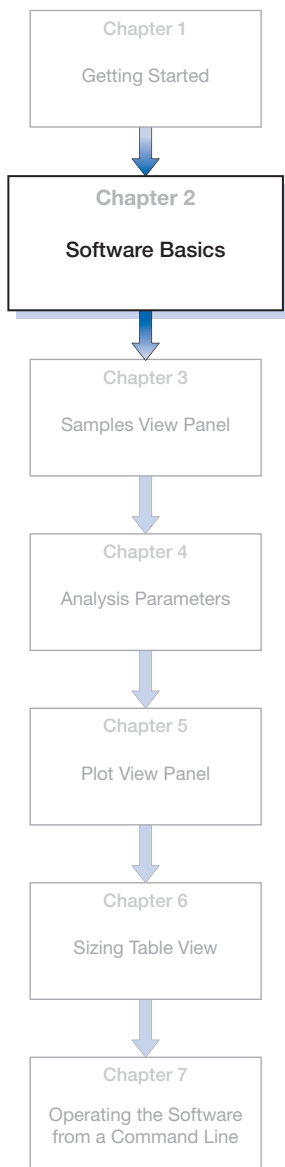 Chapter 1
Getting Started
Chapter 2
Software Basics
Chapter 3
Samples View Panel
Chapter 4
Analysis Parameters
Chapter 5
Plot View Panel
Chapter 6
Sizing Table View
Chapter 7
Operating the Software
from a Command Line